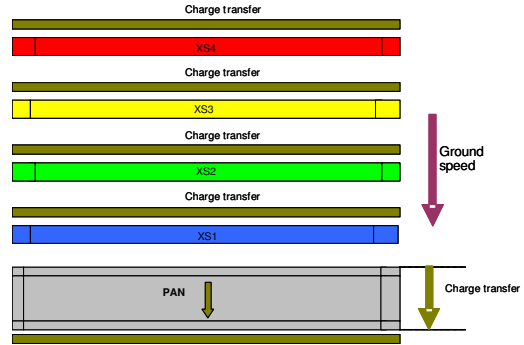 Charge transfer
XS4
Charge transfer
XS3
Charge transfer
XS2
Charge transfer
XS1
Ground
speed
PAN
Charge transfer